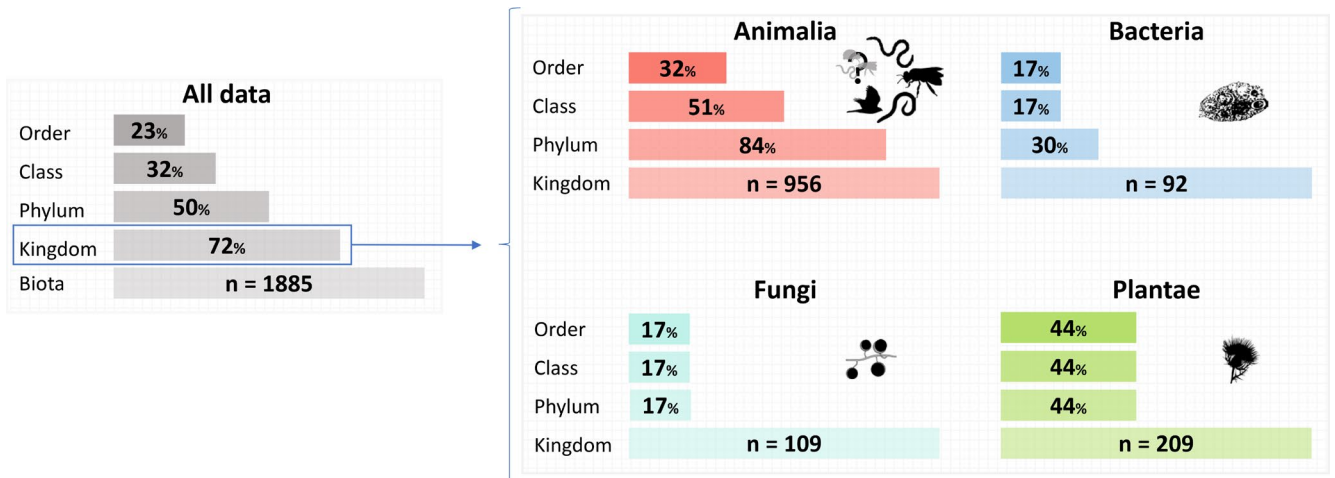 All data
Order 23%
Class 32%
Phylum 50%
Kingdom 72%
Biota n = 1885
Animalia
Order 32%
Class 51%
Phylum 84%
Kingdom n = 956
Bacteria
17%
17%
30%
n = 92
Fungi
Order 17%
Class 17%
Phylum 17%
Kingdom n = 109
Plantae
44%
44%
44%
n = 209